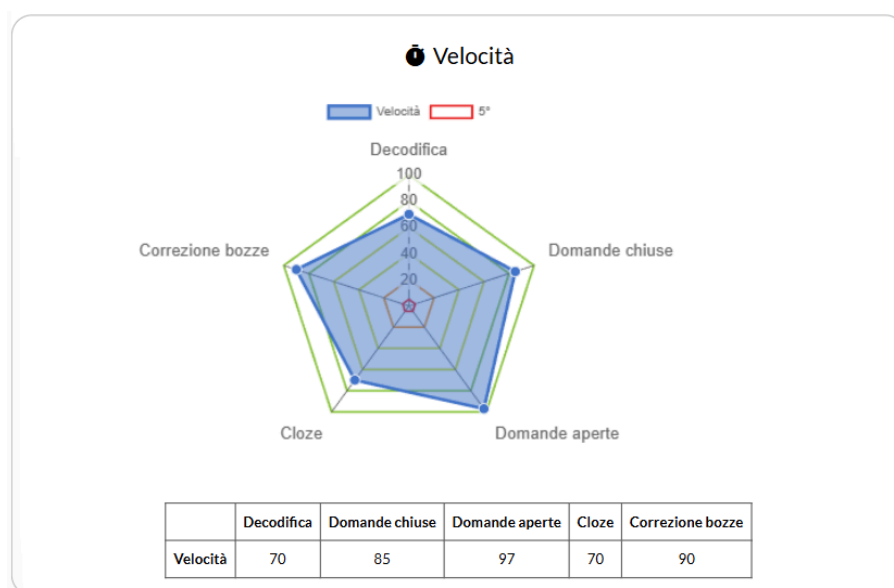 Velocità
Velocità 5°
Decodifica
100
80
60
40
20
Correzione bozze
Domande chiuse
Cloze
Domande aperte
Decodifica Domande chiuse Domande aperte Cloze Correzione bozze
Velocità 70 85 97 70 90